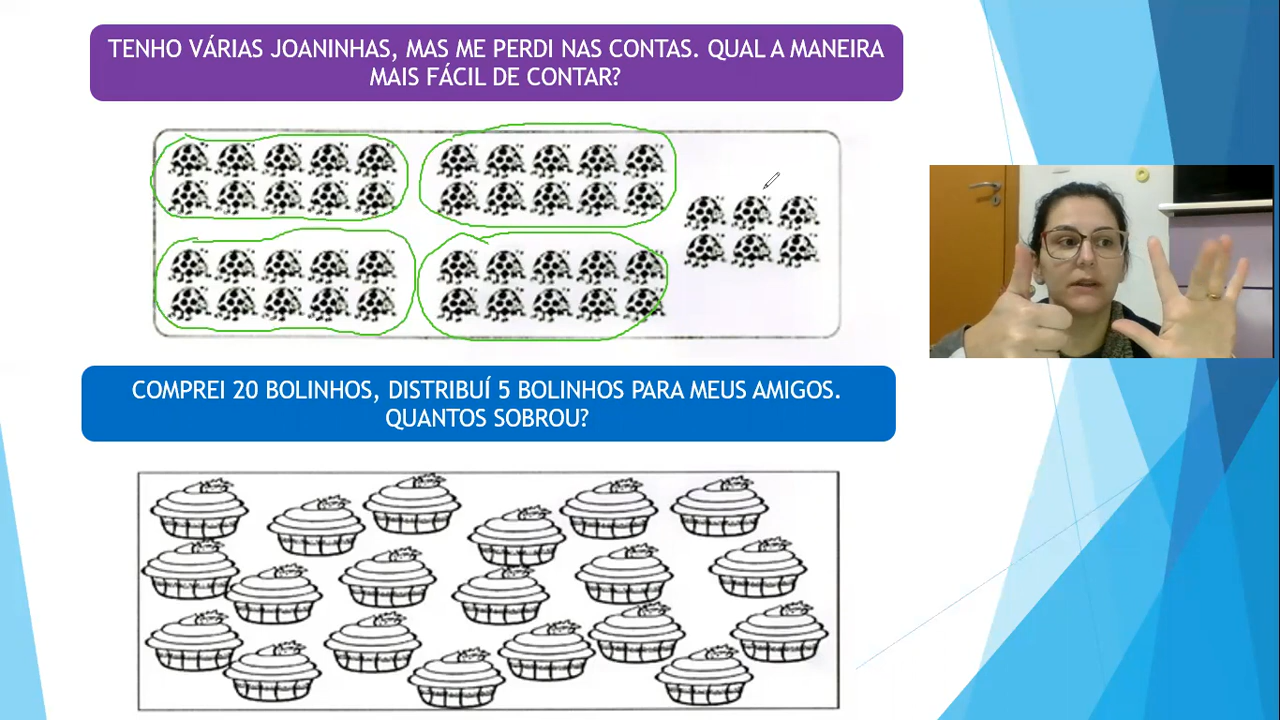 TENHO VÁRIAS JOANINHAS, MAS ME PERDI NAS CONTAS. QUAL A MANEIRA
MAIS FÁCIL DE CONTAR?
COMPREI 20 BOLINHOS, DISTRIBUÍ 5 BOLINHOS PARA MEUS AMIGOS.
QUANTOS SOBROU?